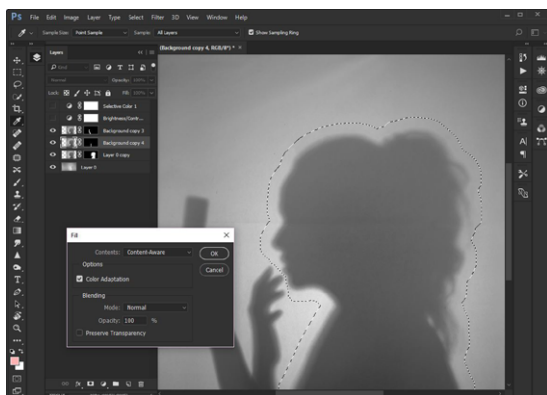 Ps File Edit Image Layer Type Select Filter 3D View Window Help
Sample Size: Point Sample Sample: All Layers Show Sampling Ring
(Background copy 4, RGB/8*) * ×
Layers
Kind
Normal Opacity: 100%
Lock: Fill: 100%
Selective Color 1
Brightness/Contr...
Background copy 3
Background copy 4
Layer 0 copy
Layer 0
Fill
Contents: Content-Aware OK
Options
Cancel
Color Adaptation
Blending
Mode: Normal
Opacity: 100 %
Preserve Transparency